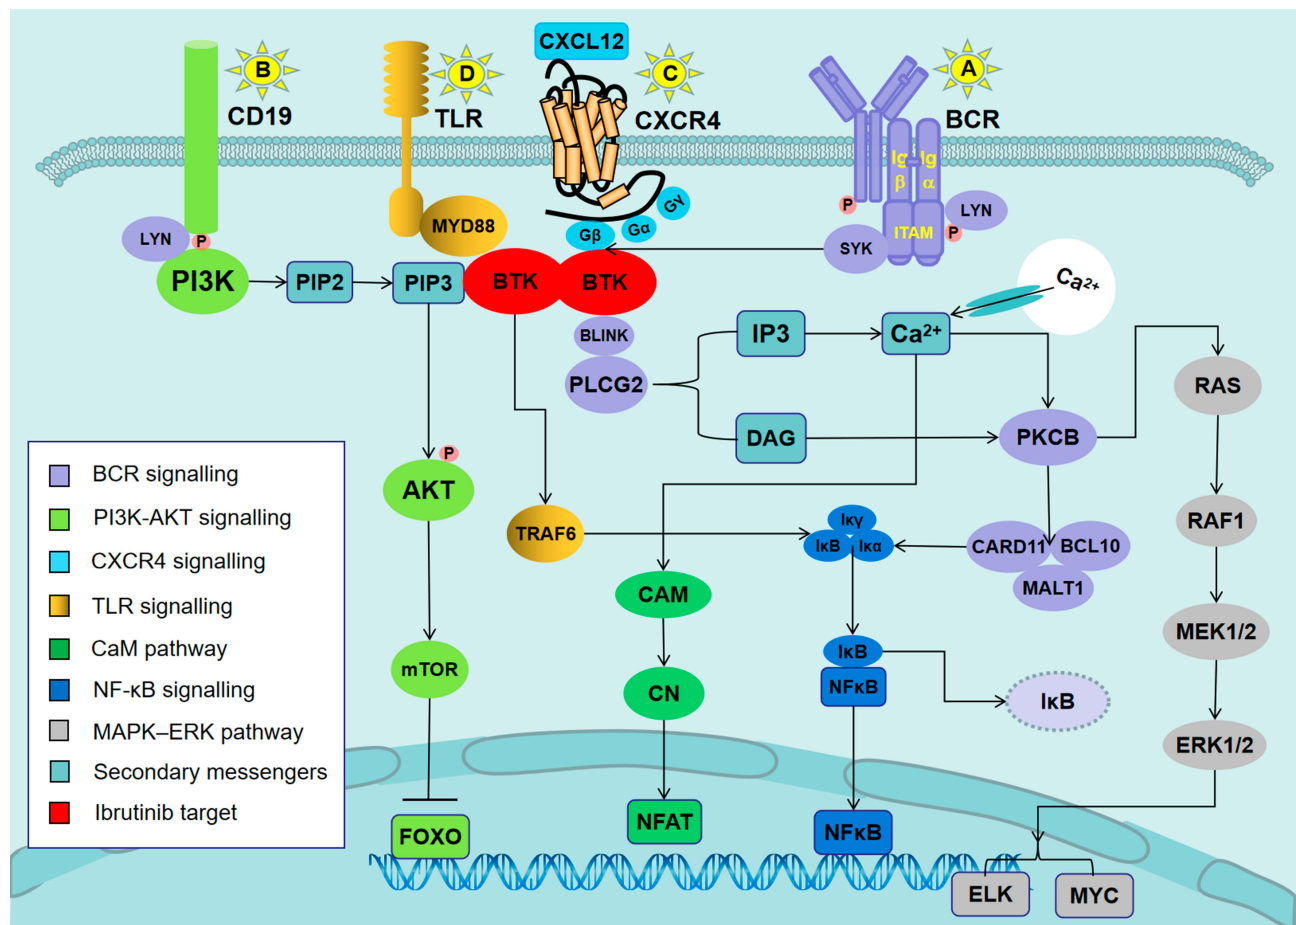 CXCL12
B
D
C
A
CD19
TLR
CXCR4
BCR
Ig
Ig
β
α
P
LYN
LYN
P
MYD88
Gβ
Gα
Gγ
SYK
ITAM
P
PI3K
PIP2
PIP3
BTK
BTK
Ca²⁺
BLINK
IP3
Ca²⁺
PLCG2
RAS
DAG
PKCB
P
AKT
BCR signalling
PI3K-AKT signalling
CXCR4 signalling
TLR signalling
CaM pathway
NF-κB signalling
MAPK–ERK pathway
Secondary messengers
Ibrutinib target
TRAF6
Iκγ
IκB
Iκα
CARD11
BCL10
MALT1
RAF1
CAM
MEK1/2
mTOR
CN
IκB
NFκB
IκB
ERK1/2
FOXO
NFAT
NFκB
ELK
MYC